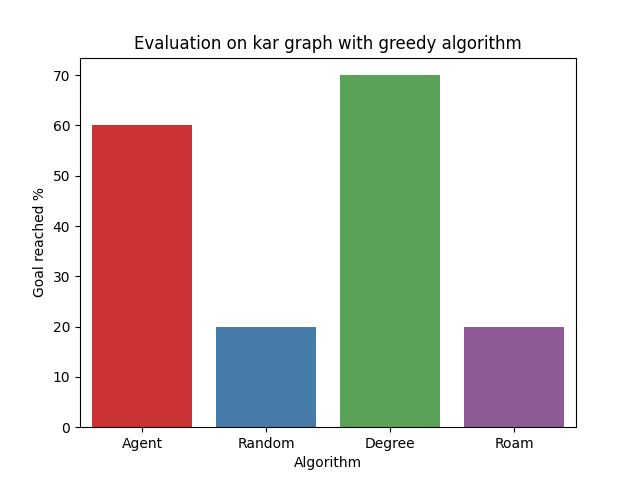 Evaluation on kar graph with greedy algorithm
Goal reached %
70
60
50
40
30
20
10
0
Agent Random Degree Roam
Algorithm